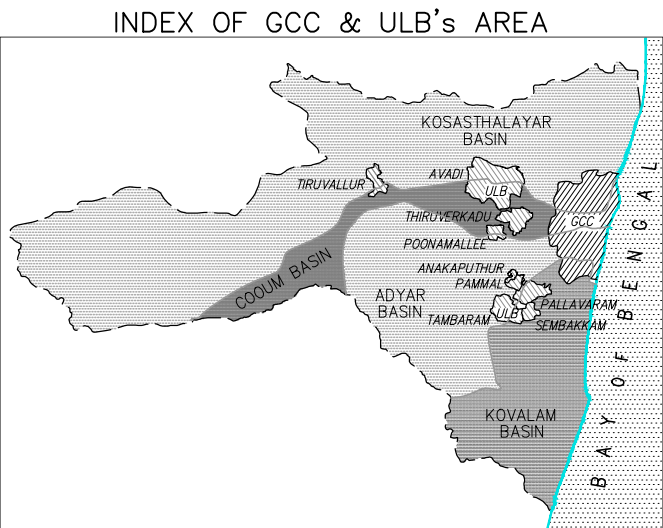 INDEX OF GCC & ULB's AREA
KOSASTHALAYAR
BASIN
AVADI
ULB
TIRUVALLUR
THIRUVERKADU
GCC
POONAMALLEE
ANAKAPUTHUR
PAMMAL
COOUM BASIN
ADYAR
BASIN
PALLAVARAM
TAMBARAM
ULB
SEMBAKKAM
KOVALAM
BASIN
BAY OF BENGAL